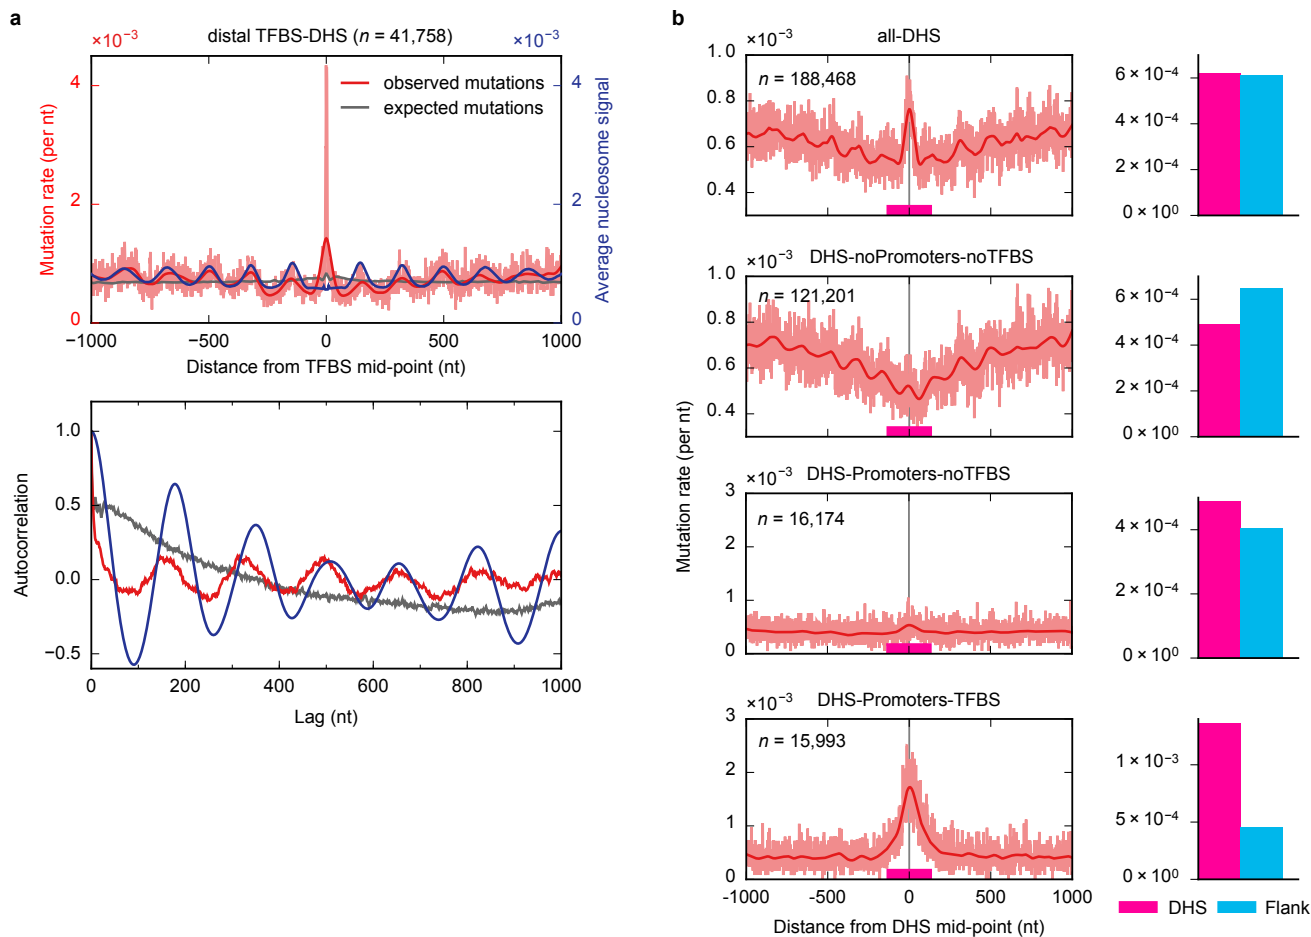 a
×10⁻³
distal TFBS-DHS (n = 41,758)
×10⁻³
observed mutations
expected mutations
Mutation rate (per nt)
Average nucleosome signal
4
2
0
4
2
0
−1000
−500
0
500
1000
Distance from TFBS mid-point (nt)
Autocorrelation
1.0
0.5
0.0
−0.5
0
200
400
600
800
1000
Lag (nt)
b
×10⁻³
all-DHS
n = 188,468
1.0
0.8
0.6
0.4
6 × 10⁻⁴
4 × 10⁻⁴
2 × 10⁻⁴
0 × 10⁰
×10⁻³
DHS-noPromoters-noTFBS
n = 121,201
1.0
0.8
0.6
0.4
6 × 10⁻⁴
4 × 10⁻⁴
2 × 10⁻⁴
0 × 10⁰
Mutation rate (per nt)
×10⁻³
DHS-Promoters-noTFBS
n = 16,174
3
2
1
0
4 × 10⁻⁴
2 × 10⁻⁴
0 × 10⁰
×10⁻³
DHS-Promoters-TFBS
n = 15,993
3
2
1
0
1 × 10⁻³
5 × 10⁻⁴
0 × 10⁰
-1000
-500
0
500
1000
Distance from DHS mid-point (nt)
DHS
Flank